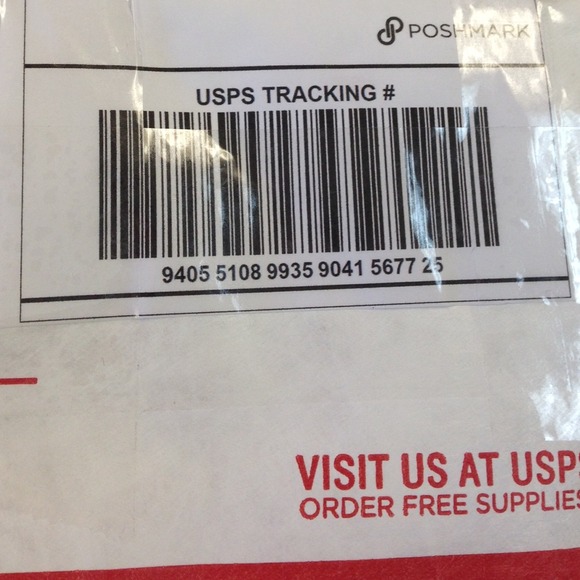 POSHMARK
USPS TRACKING #
9405 5108 9935 9041 5677 25
VISIT US AT USPS
ORDER FREE SUPPLIES